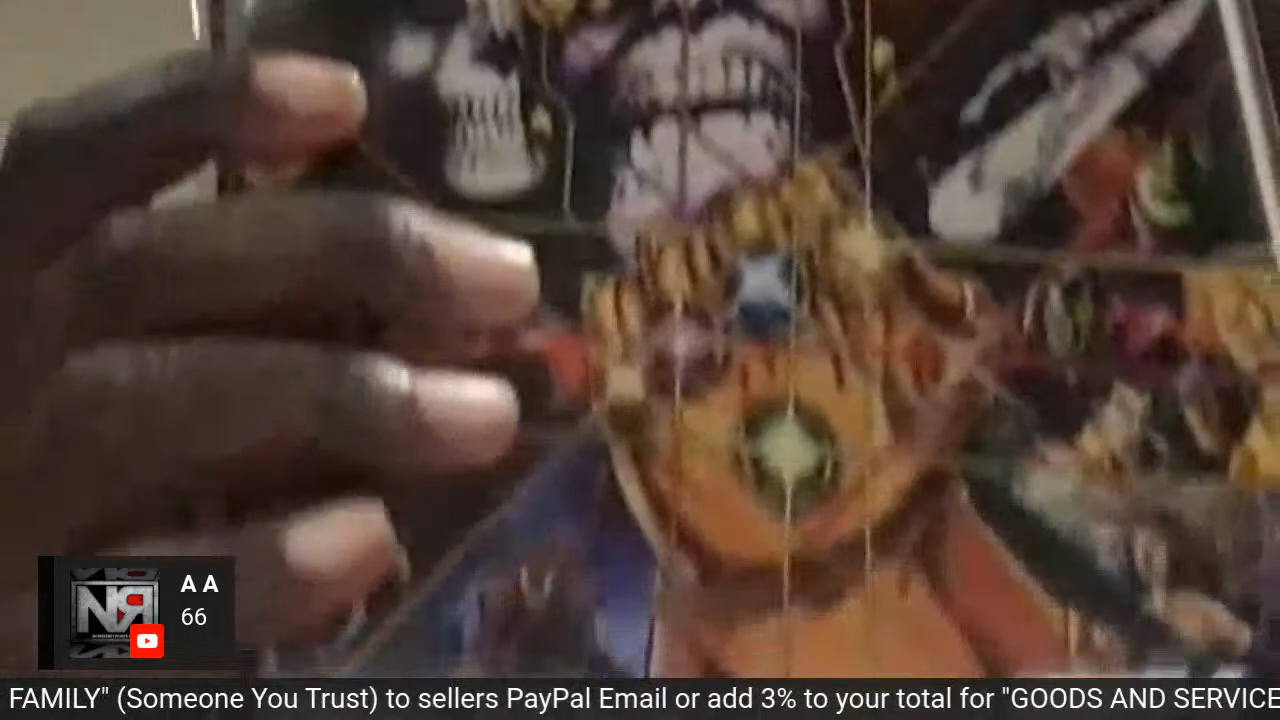 A A
66
FAMILY" (Someone You Trust) to sellers PayPal Email or add 3% to your total for "GOODS AND SERVICE